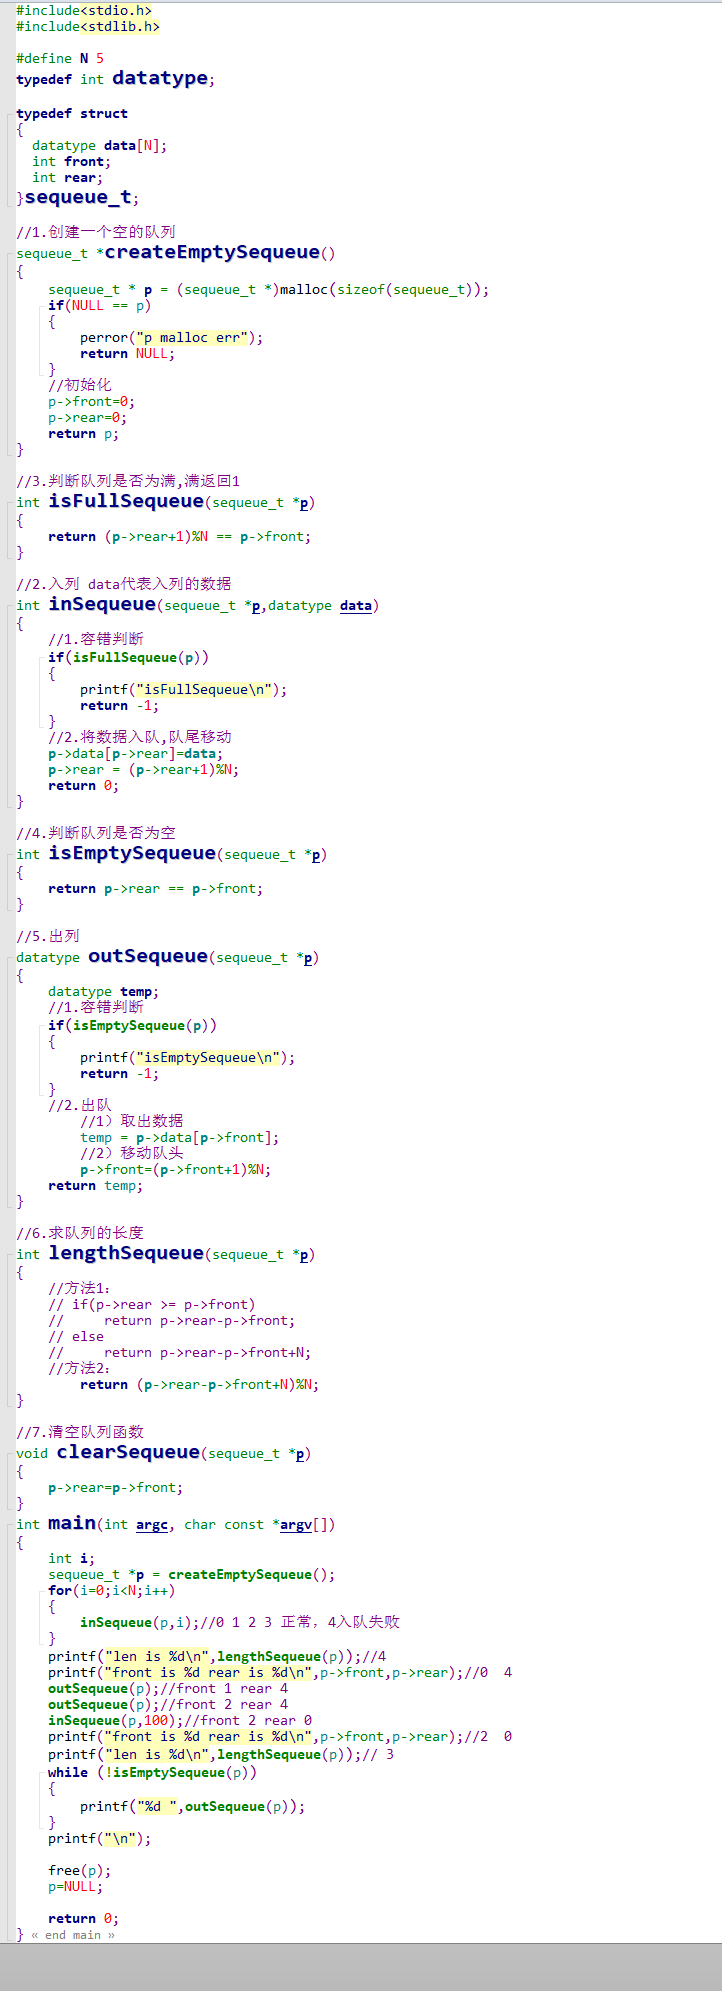 #include<stdio.h>
#include<stdlib.h>
#define N 5
typedef int datatype;
typedef struct
{
datatype data[N];
int front;
int rear;
}sequeue_t;
//1.创建一个空的队列
sequeue_t *createEmptySequeue()
{
sequeue_t * p = (sequeue_t *)malloc(sizeof(sequeue_t));
if(NULL == p)
{
perror("p malloc err");
return NULL;
}
//初始化
p->front=0;
p->rear=0;
return p;
}
//3.判断队列是否为满,满返回1
int isFullSequeue(sequeue_t *p)
{
return (p->rear+1)%N == p->front;
}
//2.入列 data代表入列的数据
int inSequeue(sequeue_t *p,datatype data)
{
//1.容错判断
if(isFullSequeue(p))
{
printf("isFullSequeue\n");
return -1;
}
//2.将数据入队,队尾移动
p->data[p->rear]=data;
p->rear = (p->rear+1)%N;
return 0;
}
//4.判断队列是否为空
int isEmptySequeue(sequeue_t *p)
{
return p->rear == p->front;
}
//5.出列
datatype outSequeue(sequeue_t *p)
{
datatype temp;
//1.容错判断
if(isEmptySequeue(p))
{
printf("isEmptySequeue\n");
return -1;
}
//2.出队
//1）取出数据
temp = p->data[p->front];
//2）移动队头
p->front=(p->front+1)%N;
return temp;
}
//6.求队列的长度
int lengthSequeue(sequeue_t *p)
{
//方法1：
// if(p->rear >= p->front)
//     return p->rear-p->front;
// else
//     return p->rear-p->front+N;
//方法2：
return (p->rear-p->front+N)%N;
}
//7.清空队列函数
void clearSequeue(sequeue_t *p)
{
p->rear=p->front;
}
int main(int argc, char const *argv[])
{
int i;
sequeue_t *p = createEmptySequeue();
for(i=0;i<N;i++)
{
inSequeue(p,i);//0 1 2 3 正常，4入队失败
}
printf("len is %d\n",lengthSequeue(p));//4
printf("front is %d rear is %d\n",p->front,p->rear);//0  4
outSequeue(p);//front 1 rear 4
outSequeue(p);//front 2 rear 4
inSequeue(p,100);//front 2 rear 0
printf("front is %d rear is %d\n",p->front,p->rear);//2  0
printf("len is %d\n",lengthSequeue(p));// 3
while (!isEmptySequeue(p))
{
printf("%d ",outSequeue(p));
}
printf("\n");
free(p);
p=NULL;
return 0;
} « end main »